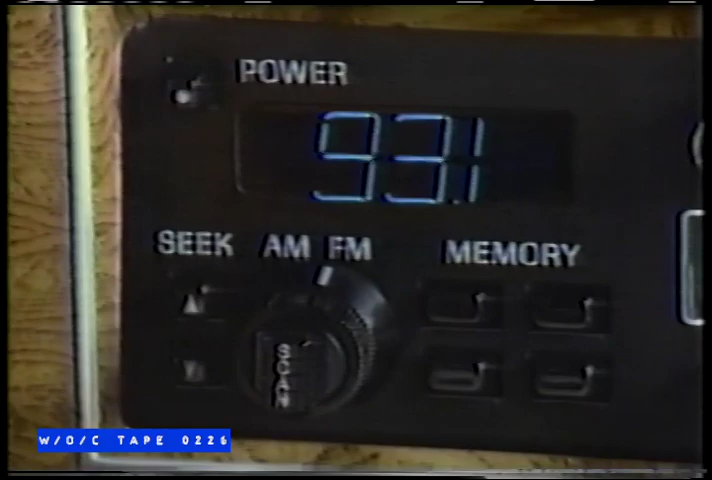 POWER
93.1
SEEK AM FM MEMORY
SCAN
W/O/C TAPE 0226